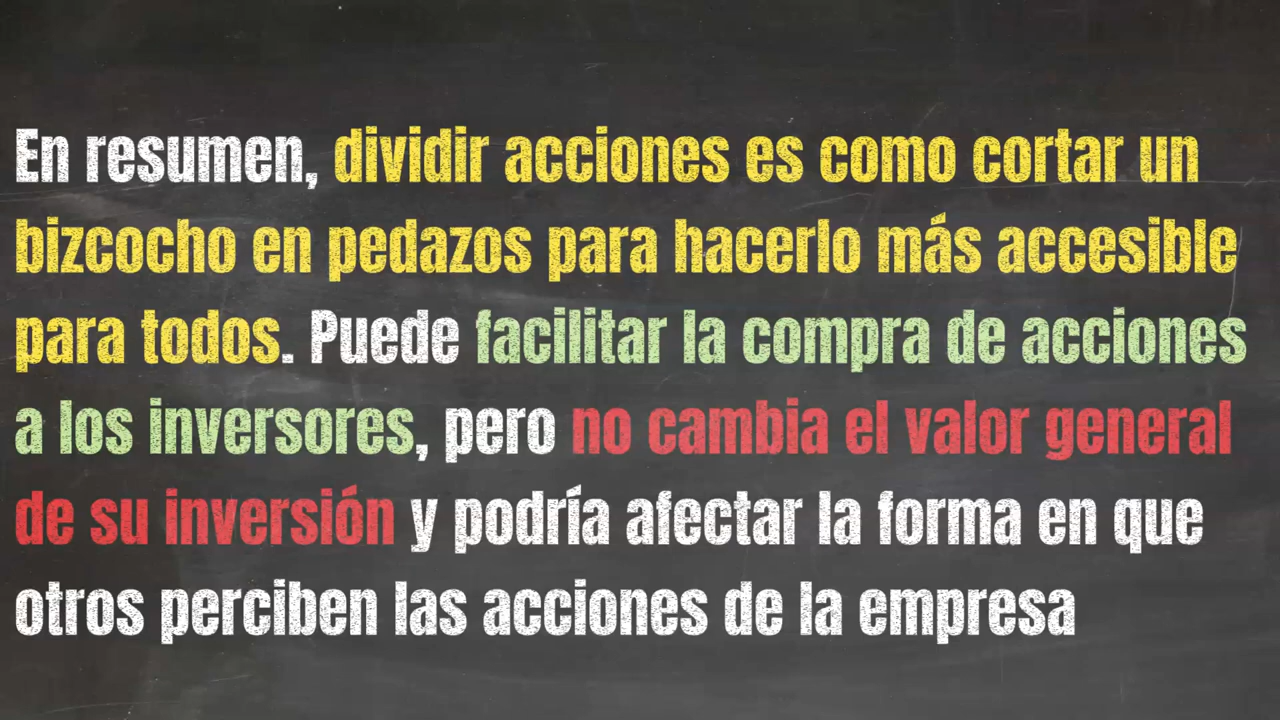 En resumen, dividir acciones es como cortar un
bizcocho en pedazos para hacerlo más accesible
para todos. Puede facilitar la compra de acciones
a los inversores, pero no cambia el valor general
de su inversión y podría afectar la forma en que
otros perciben las acciones de la empresa